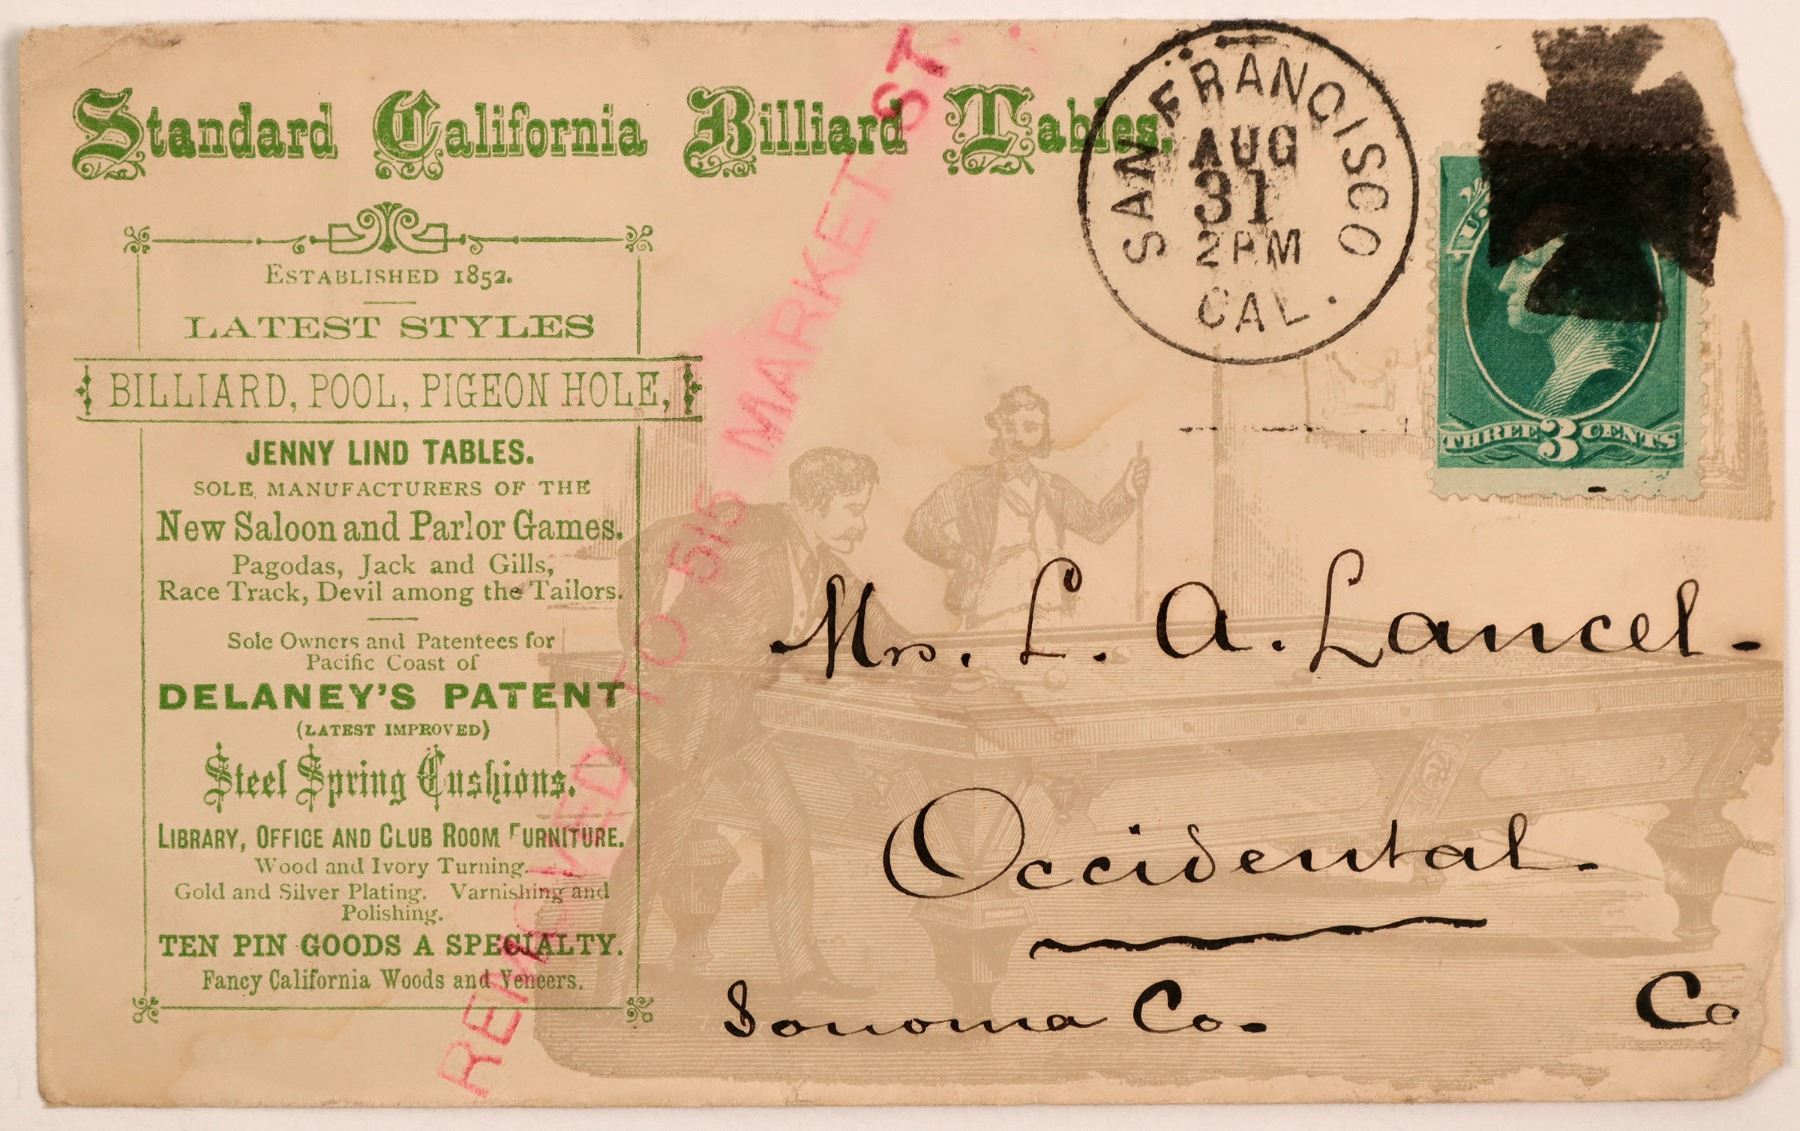 Standard California Billiard Tables.
ESTABLISHED 1852.
LATEST STYLES
BILLIARD, POOL, PIGEON HOLE,
JENNY LIND TABLES.
SOLE MANUFACTURERS OF THE
New Saloon and Parlor Games.
Pagodas, Jack and Gills,
Race Track, Devil among the Tailors.
Sole Owners and Patentees for
Pacific Coast of
DELANEY'S PATENT
(LATEST IMPROVED)
Steel Spring Cushions.
LIBRARY, OFFICE AND CLUB ROOM FURNITURE.
Wood and Ivory Turning.
Gold and Silver Plating. Varnishing and
Polishing.
TEN PIN GOODS A SPECIALTY.
Fancy California Woods and Veneers.
REMOVED TO 515 MARKET ST.
SAN FRANCISCO
AUG
31
2 PM
CAL.
THREE 3 CENTS
Mrs. L. A. Lancel-
Occidental-
Sonoma Co- Co